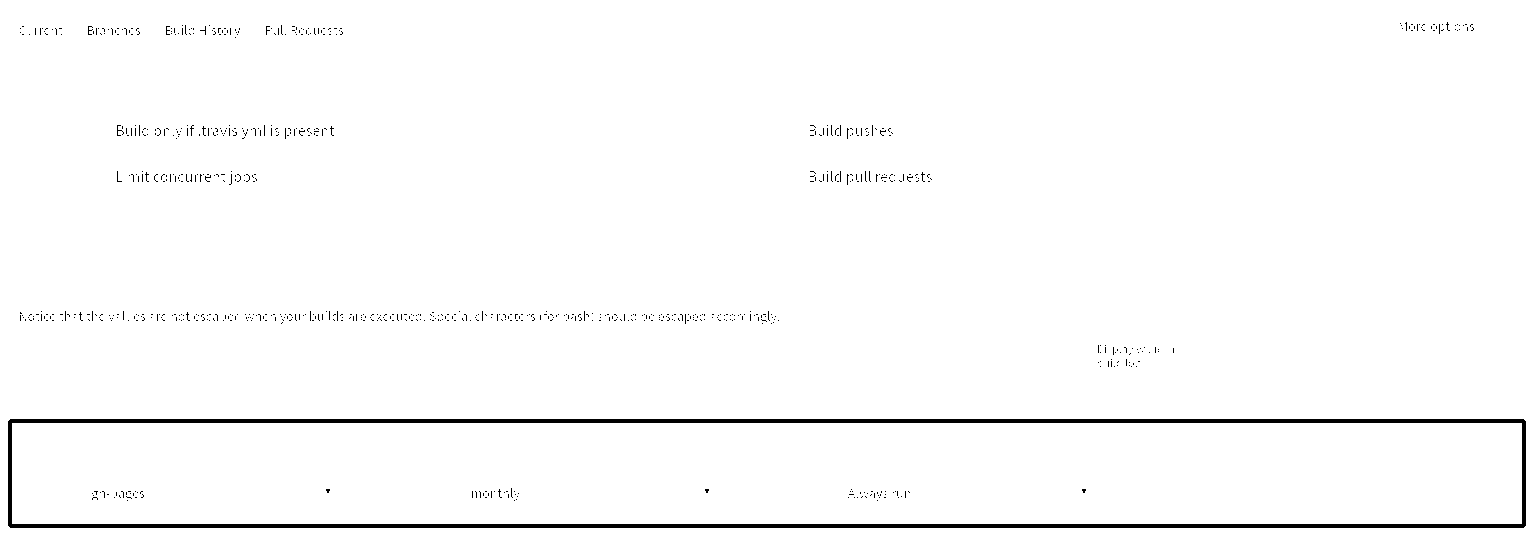 Current Branches Build History Pull Requests More options
Build only if .travis.yml is present Build pushes
Limit concurrent jobs Build pull requests
Notice that the values are not escaped when your builds are executed. Special characters (for bash) should be escaped accordingly.
Display value in
build log
gh-pages monthly Always run